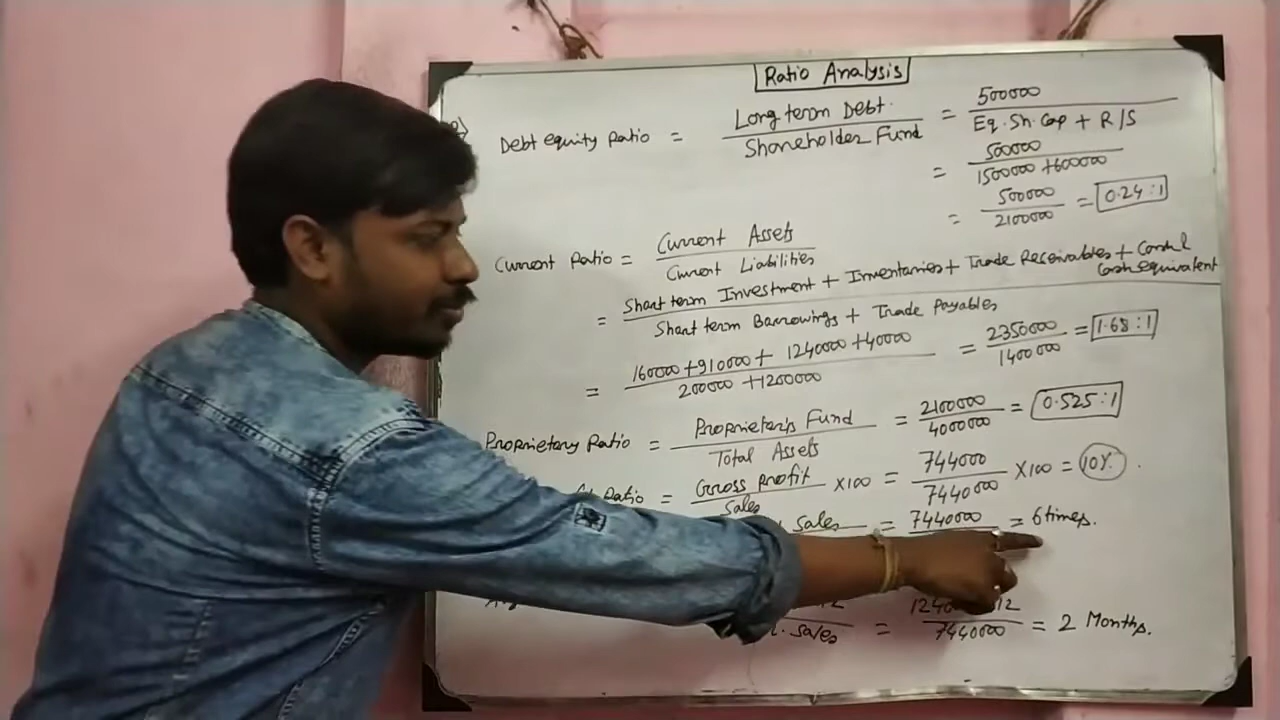 Ratio Analysis
Debt equity Ratio = Long term Debt / Shareholder Fund = 500000 / Eq. Sh. Cap + R/S
= 500000 / 1500000 + 600000
= 500000 / 2100000 = 0.24 : 1
Current Ratio = Current Assets / Current Liabilities
= Short term Investment + Inventories + Trade Receivables + Cash & Cash equivalent / Short term Borrowings + Trade Payables
= 160000 + 910000 + 1240000 + 40000 / 200000 + 1200000 = 2350000 / 1400000 = 1.68 : 1
Proprietory Ratio = Proprietor's Fund / Total Assets = 2100000 / 4000000 = 0.525 : 1
Ratio = Gross profit / Sales X100 = 744000 / 7440000 X100 = 10%
Sales = 7440000 = 6 times.
Sales = 12 / 7440000 = 2 Months.